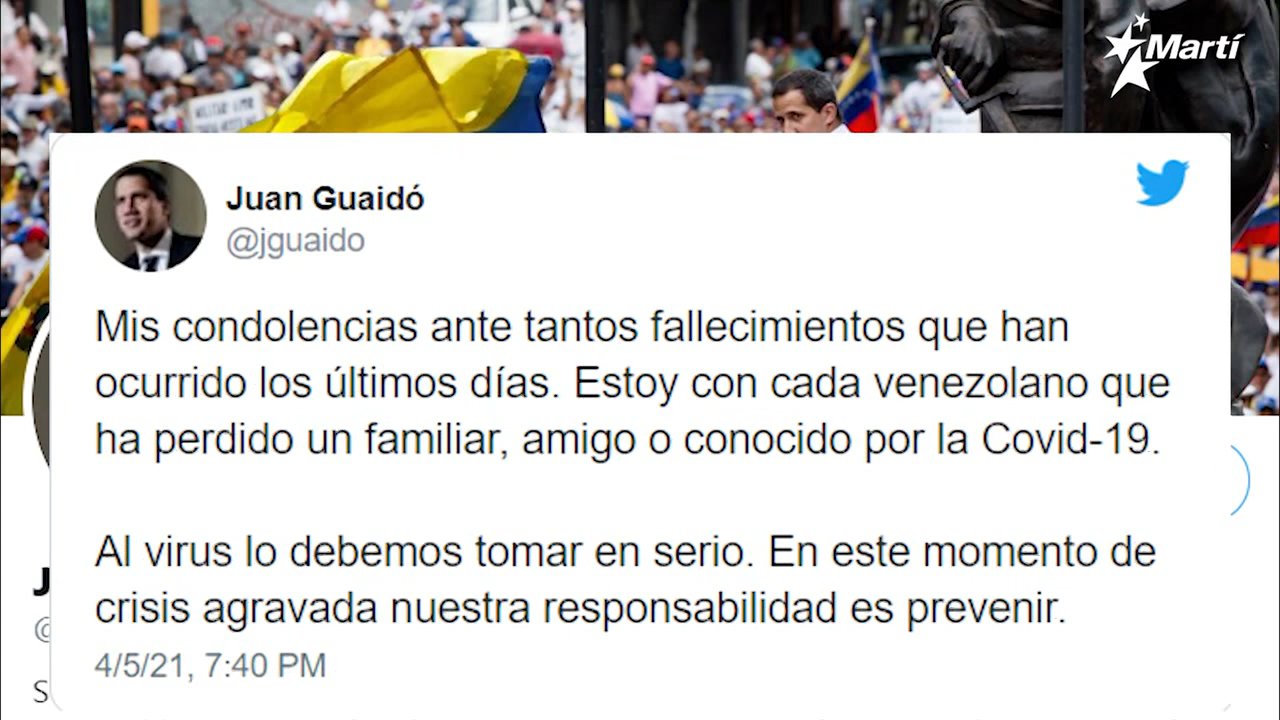 Martí
Juan Guaidó
@jguaido
Mis condolencias ante tantos fallecimientos que han
ocurrido los últimos días. Estoy con cada venezolano que
ha perdido un familiar, amigo o conocido por la Covid-19.
Al virus lo debemos tomar en serio. En este momento de
crisis agravada nuestra responsabilidad es prevenir.
4/5/21, 7:40 PM
J
@
S